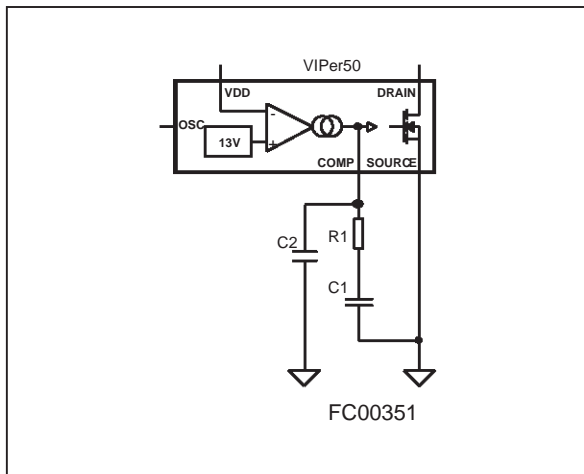 VIPer50
VDD
DRAIN
OSC
-
13V
+
COMP
SOURCE
C2
R1
C1
FC00351